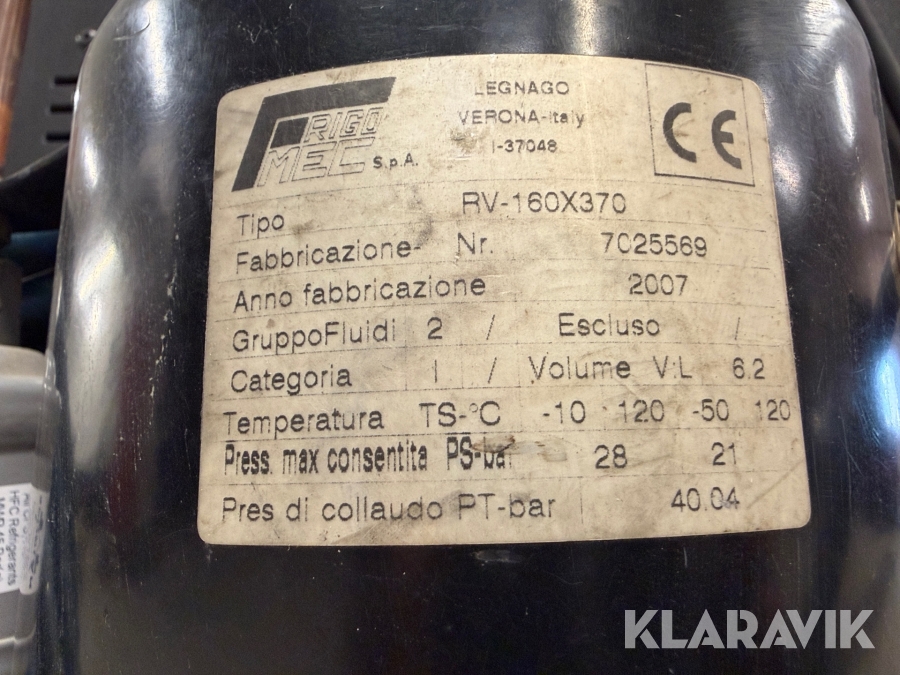 FRIGO
MEC S.p.A.
LEGNAGO
VERONA-Italy
I-37048
CE
Tipo RV-160X370
Fabbricazione- Nr. 7025569
Anno fabbricazione 2007
GruppoFluidi 2 / Escluso /
Categoria I / Volume V:L 6.2
Temperatura TS-°C -10 120 -50 120
Press. max consentita PS-bar 28 21
Pres di collaudo PT-bar 40.04
HFC Refrigerants
KLARAVIK